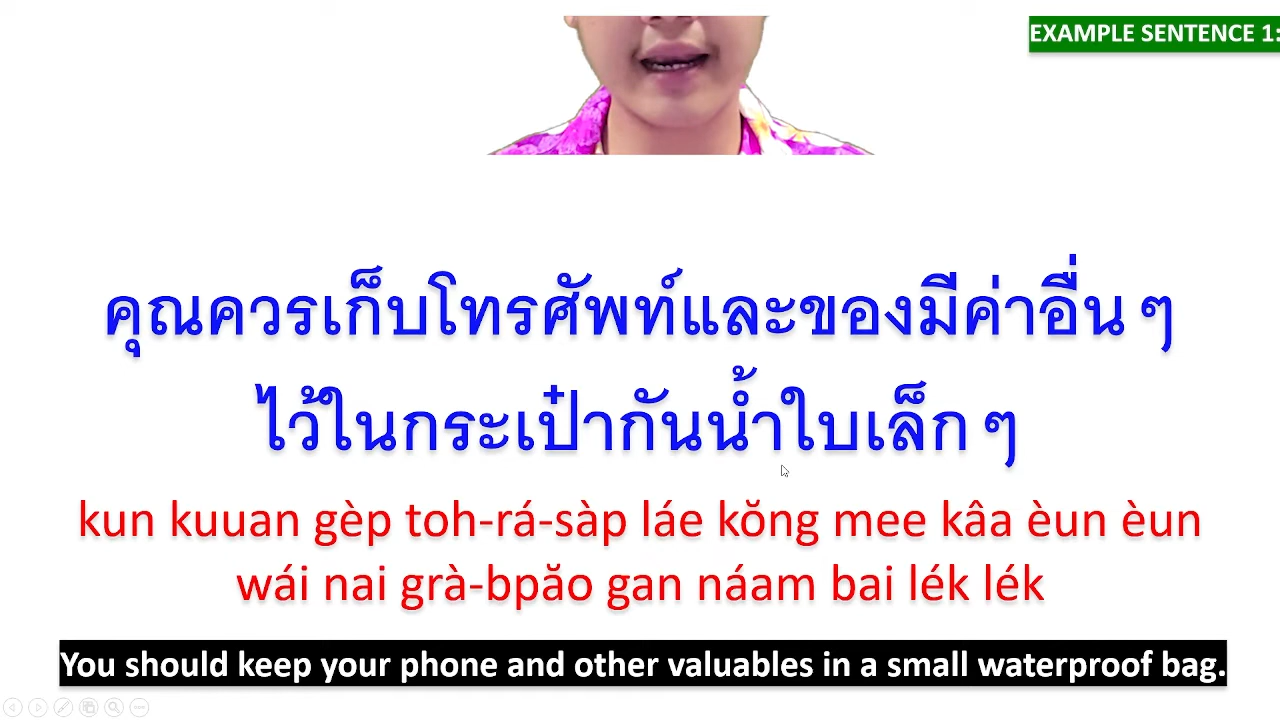 EXAMPLE SENTENCE 1:
คุณควรเก็บโทรศัพท์และของมีค่าอื่น ๆ
ไว้ในกระเป๋ากันน้ำใบเล็ก ๆ
kun kuuan gèp toh-rá-sàp láe kŏng mee kâa èun èun
wái nai grà-bpăo gan náam bai lék lék
You should keep your phone and other valuables in a small waterproof bag.